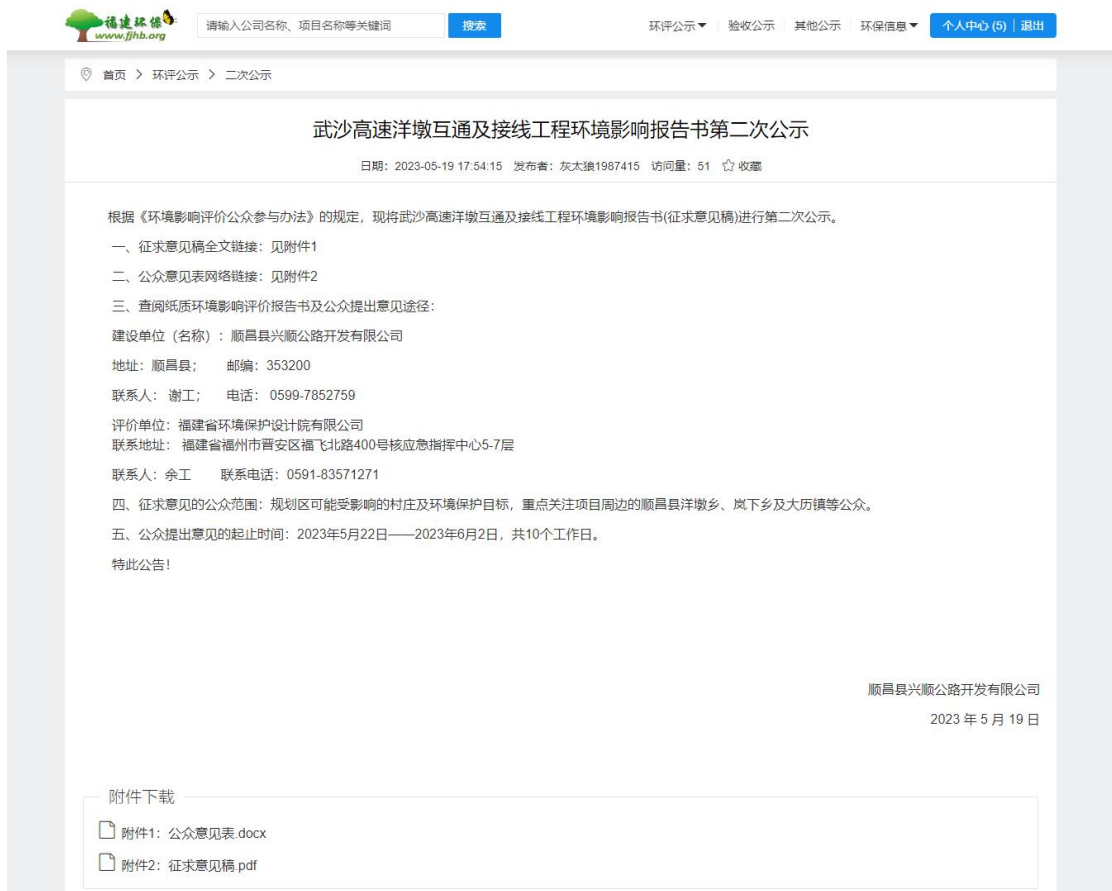 福建环保
www.fjhb.org
请输入公司名称、项目名称等关键词
搜索
环评公示
验收公示
其他公示
环保信息
个人中心 (5) | 退出
首页 > 环评公示 > 二次公示
武沙高速洋墩互通及接线工程环境影响报告书第二次公示
日期：2023-05-19 17:54:15 发布者：灰太狼1987415 访问量：51 收藏
根据《环境影响评价公众参与办法》的规定，现将武沙高速洋墩互通及接线工程环境影响报告书(征求意见稿)进行第二次公示。
一、征求意见稿全文链接：见附件1
二、公众意见表网络链接：见附件2
三、查阅纸质环境影响评价报告书及公众提出意见途径：
建设单位（名称）：顺昌县兴顺公路开发有限公司
地址：顺昌县； 邮编：353200
联系人： 谢工； 电话： 0599-7852759
评价单位：福建省环境保护设计院有限公司
联系地址： 福建省福州市晋安区福飞北路400号核应急指挥中心5-7层
联系人：余工 联系电话：0591-83571271
四、征求意见的公众范围：规划区可能受影响的村庄及环境保护目标，重点关注项目周边的顺昌县洋墩乡、岚下乡及大历镇等公众。
五、公众提出意见的起止时间：2023年5月22日——2023年6月2日，共10个工作日。
特此公告！
顺昌县兴顺公路开发有限公司
2023 年 5 月 19 日
附件下载
附件1：公众意见表.docx
附件2：征求意见稿.pdf